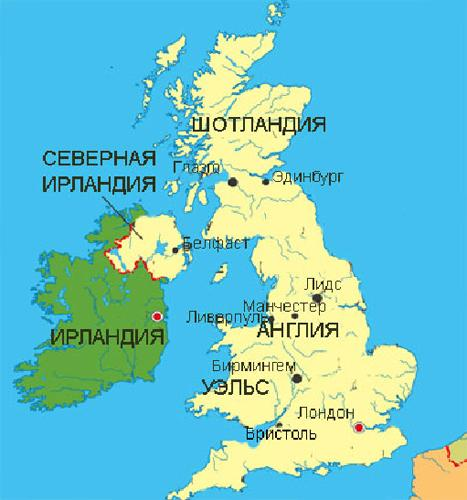 ШОТЛАНДИЯ
СЕВЕРНАЯ
ИРЛАНДИЯ
Глазго
Эдинбург
Белфаст
Лидс
Манчестер
Ливерпуль
АНГЛИЯ
ИРЛАНДИЯ
Бирмингем
УЭЛЬС
Лондон
Бристоль